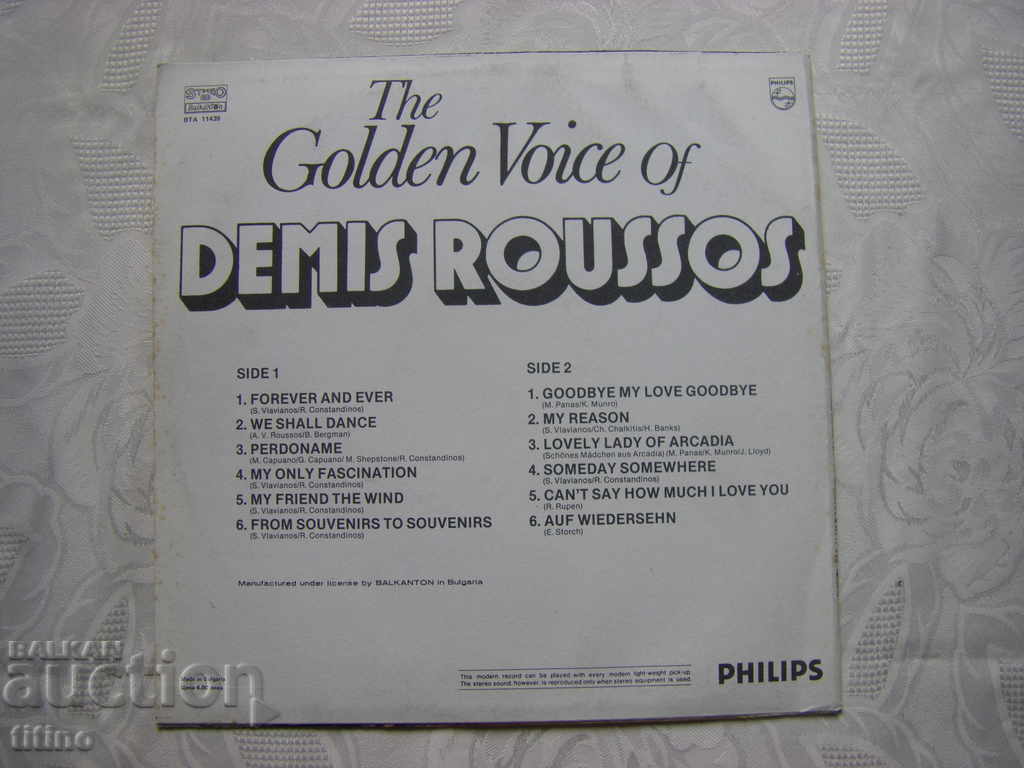 STEREO
Balkanton
BTA 11439
PHILIPS
The
Golden Voice Of
DEMIS ROUSSOS
SIDE 1
1. FOREVER AND EVER
(S. Vlavianos/R. Constandinos)
2. WE SHALL DANCE
(A. V. Roussos/B. Bergman)
3. PERDONAME
(M. Capuano/G. Capuano/ M. Shepstone/R. Constandinos)
4. MY ONLY FASCINATION
(S. Vlavianos/R. Constandinos)
5. MY FRIEND THE WIND
(S. Vlavianos/R. Constandinos)
6. FROM SOUVENIRS TO SOUVENIRS
(S. Vlavianos/R. Constandinos)
SIDE 2
1. GOODBYE MY LOVE GOODBYE
(M. Panas/K. Munro)
2. MY REASON
(S. Vlavianos/Ch. Chalkitis/H. Banks)
3. LOVELY LADY OF ARCADIA
(Schönes Mädchen aus Arcadia) (M. Panas/K. Munro/J. Lloyd)
4. SOMEDAY SOMEWHERE
(S. Vlavianos/R. Constandinos)
5. CAN'T SAY HOW MUCH I LOVE YOU
(R. Rupen)
6. AUF WIEDERSEHN
(E. Storch)
Manufactured under license by BALKANTON in Bulgaria
Made in Bulgaria
This modern record can be played with every modern light-weight pick-up
The stereo sound, however, is reproduced only when stereo equipment is used.
PHILIPS
BALKAN
auction
titino